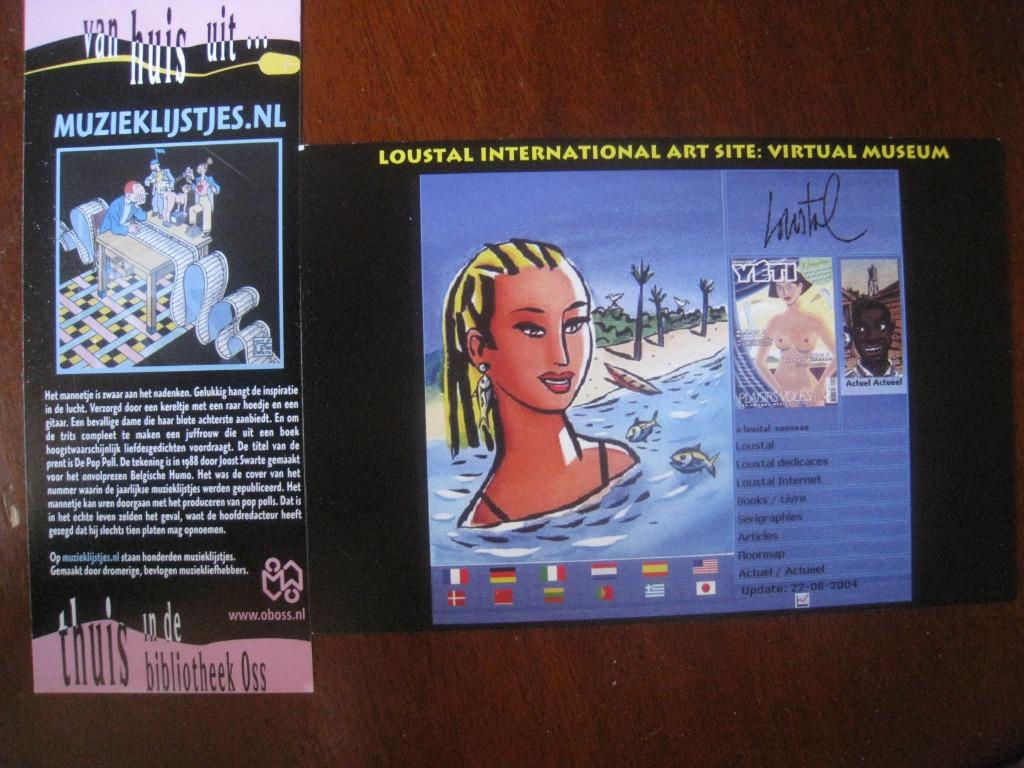 van huis uit ...
MUZIEKLIJSTJES.NL
Het mannetje is zwaar aan het nadenken. Gelukkig hangt de inspiratie
in de lucht. Verzorgd door een kereltje met een raar hoedje en een
gitaar. Een bevallige dame die haar blote achterste aanbiedt. En om
de trits compleet te maken een juffrouw die uit een boek
hoogstwaarschijnlijk liefdesgedichten voordraagt. De titel van de
prent is De Pop Poll. De tekening is in 1988 door Joost Swarte gemaakt
voor het onvolprezen Belgische Humo. Het was de cover van het
nummer waarin de jaarlijkse muzieklijstjes werden gepubliceerd. Het
mannetje kan uren doorgaan met het produceren van pop polls. Dat is
in het echte leven zelden het geval, want de hoofdredacteur heeft
gezegd dat hij slechts tien platen mag opnoemen.
Op muzieklijstjes.nl staan honderden muzieklijstjes.
Gemaakt door dromerige, bevlogen muziekliefhebbers.
www.oboss.nl
thuis in de
bibliotheek Oss
LOUSTAL INTERNATIONAL ART SITE: VIRTUAL MUSEUM
Loustal
YETI
PLAISIRS VOLES
Actuel Actueel
loustal nouveau
Loustal
Loustal dedicaces
Loustal Internet
Books / Livre
Serigraphies
Articles
Floormap
Actuel / Actueel
Update: 22-08-2004